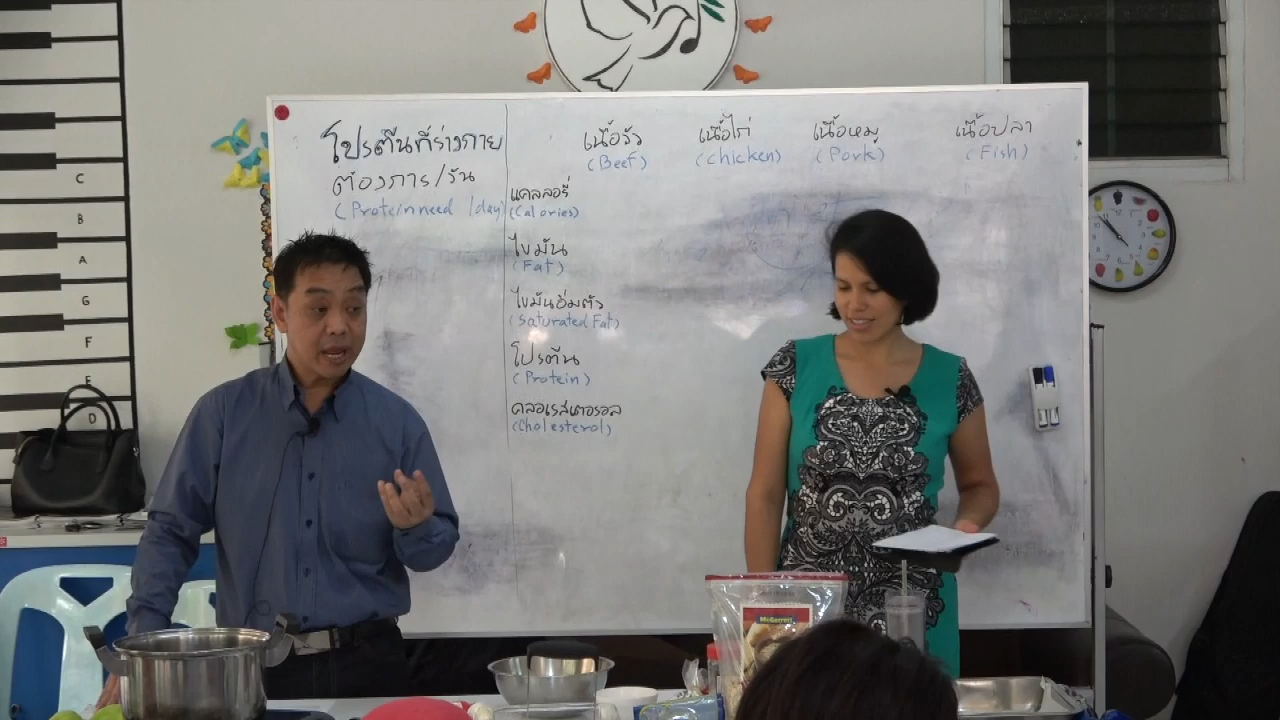 โปรตีนที่ร่างกาย
ต้องการ/วัน
(Protein need /day)
เนื้อวัว
(Beef)
เนื้อไก่
(Chicken)
เนื้อหมู
(Pork)
เนื้อปลา
(Fish)
แคลลอรี่
(Calories)
ไขมัน
(Fat)
ไขมันอิ่มตัว
(Saturated Fat)
โปรตีน
(Protein)
คลอเรสเตอรอล
(Cholesterol)
C
B
A
G
F
E
D
McGarrett